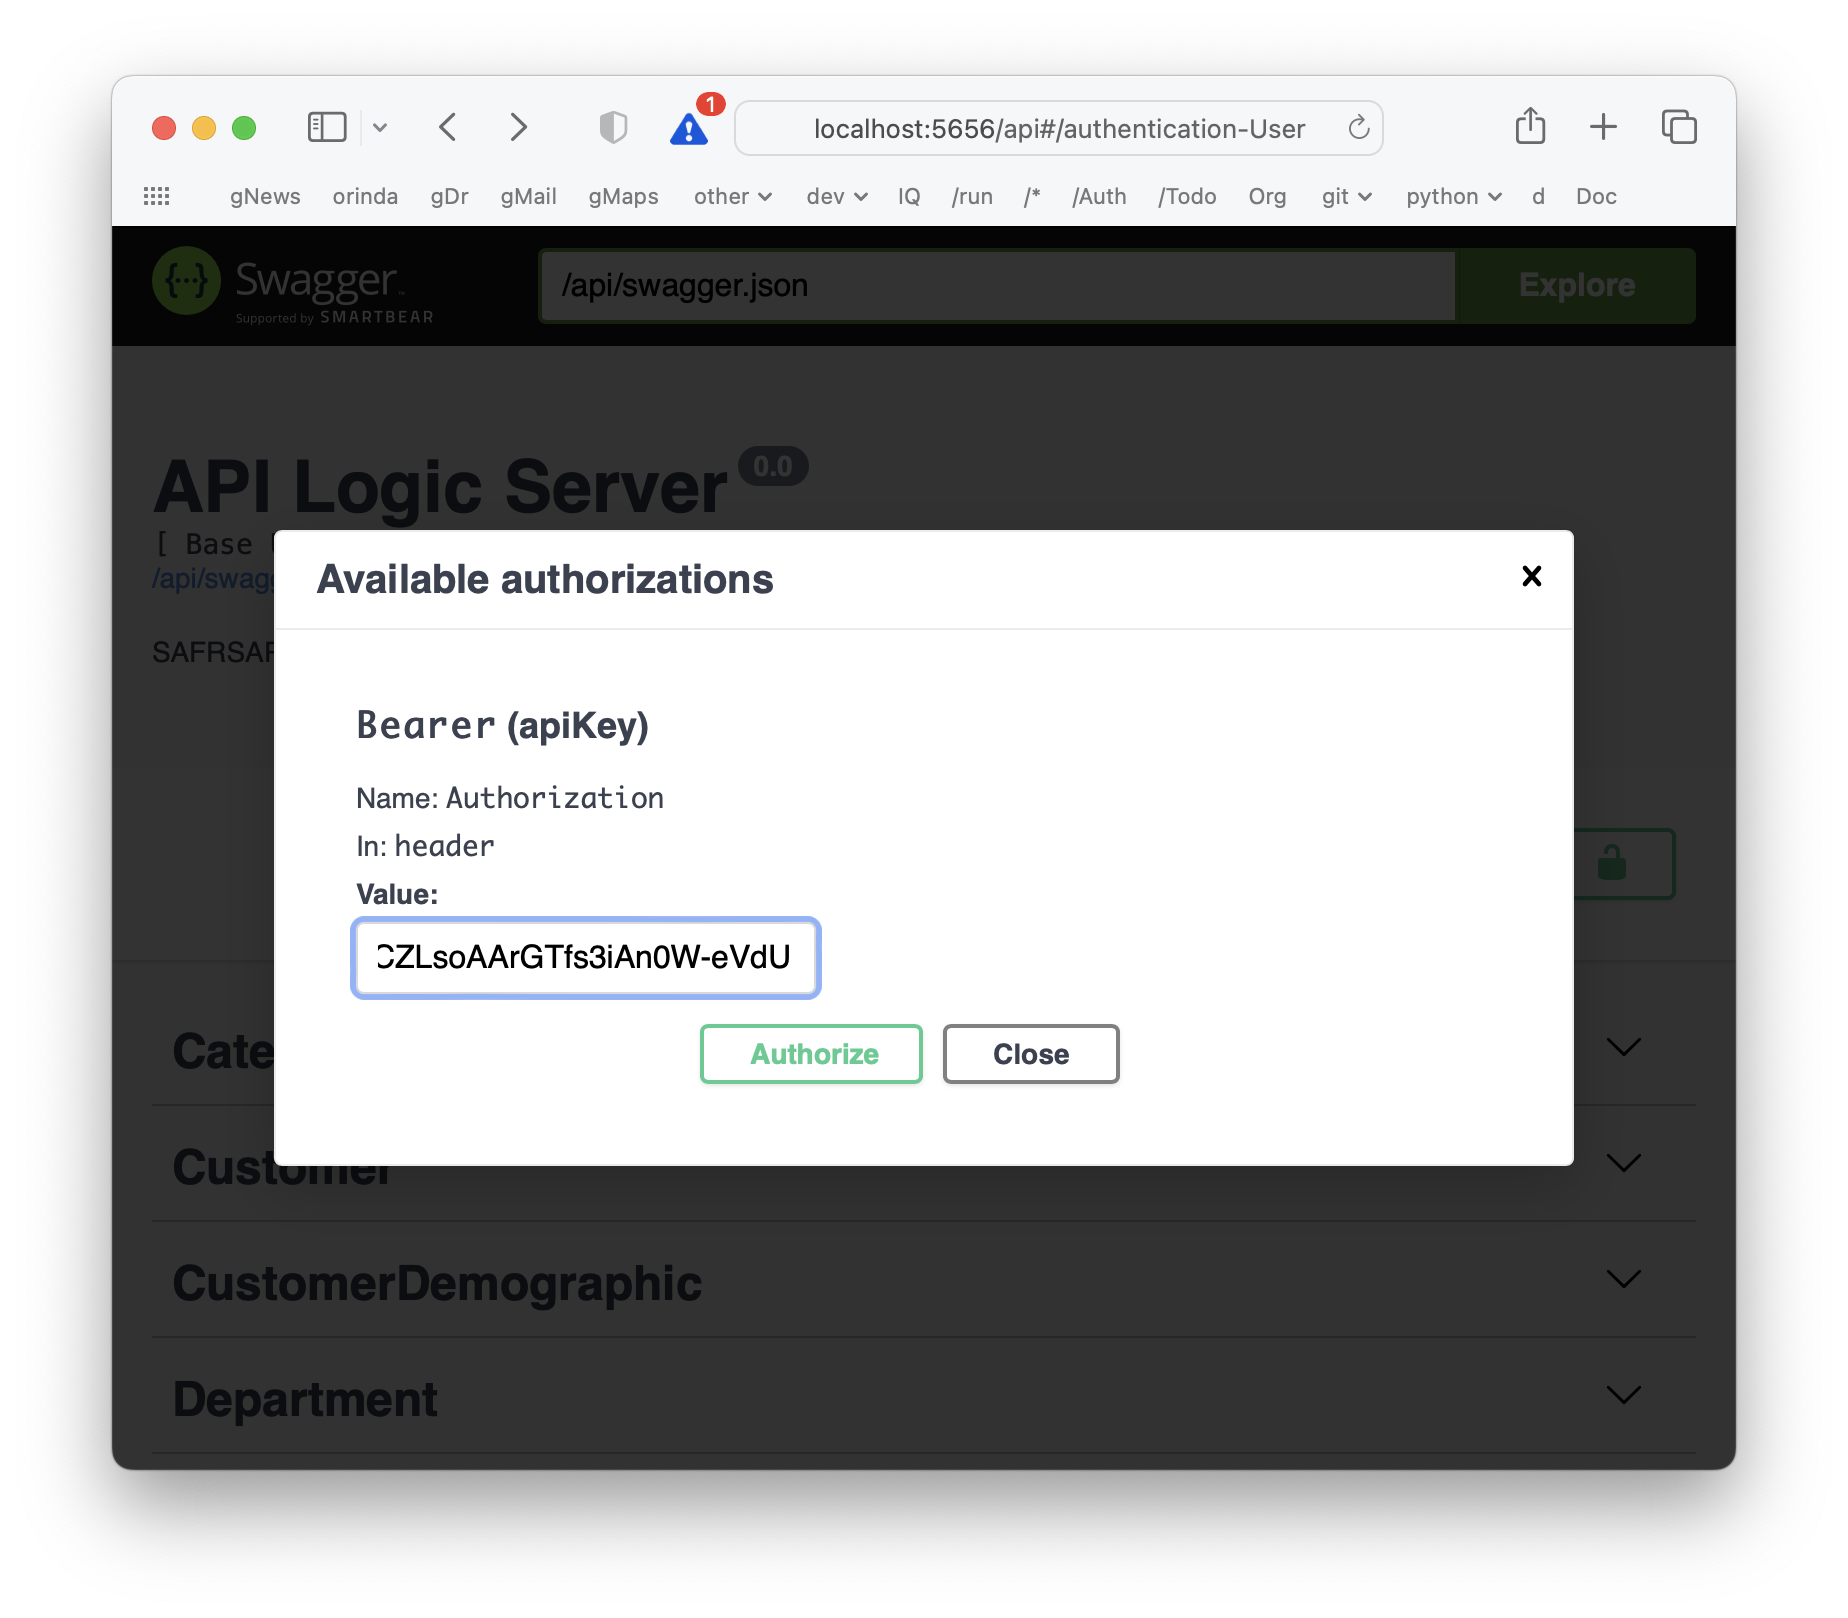 1
localhost:5656/api#/authentication-User
gNews orinda gDr gMail gMaps other dev IQ /run /* /Auth /Todo Org git python d Doc
{···} Swagger™
Supported by SMARTBEAR
/api/swagger.json Explore
API Logic Server 0.0
[ Base
/api/swag
SAFRSAF
Available authorizations x
Bearer (apiKey)
Name: Authorization
In: header
Value:
CZLsoAArGTfs3iAn0W-eVdU
Authorize Close
Cate
Customer
CustomerDemographic
Department